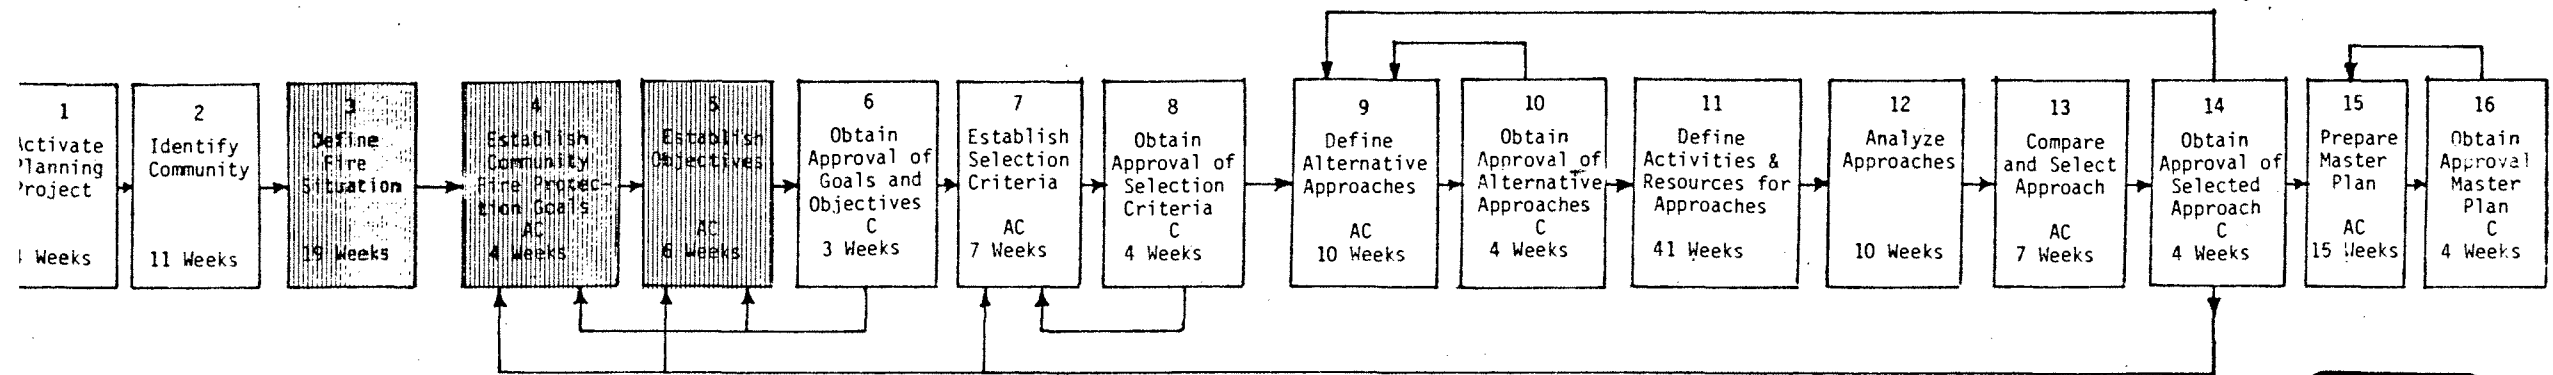 1
Planning
Project
Weeks
2
Identify
Community
11 Weeks
3
Define
Fire
Situation
19 Weeks
4
Establish
Community
Fire Protec-
tion Goals
AC
4 Weeks
5
Establish
Objectives
AC
6 Weeks
6
Obtain
Approval of
Goals and
Objectives
C
3 Weeks
7
Establish
Selection
Criteria
AC
7 Weeks
8
Obtain
Approval of
Selection
Criteria
C
4 Weeks
9
Define
Alternative
Approaches
AC
10 Weeks
10
Obtain
Approval of
Alternative
Approaches
C
4 Weeks
11
Define
Activities &
Resources for
Approaches
41 Weeks
12
Analyze
Approaches
10 Weeks
13
Compare
and Select
Approach
AC
7 Weeks
14
Obtain
Approval of
Selected
Approach
C
4 Weeks
15
Prepare
Master
Plan
AC
15 Weeks
16
Obtain
Approval
Master
Plan
C
4 Weeks